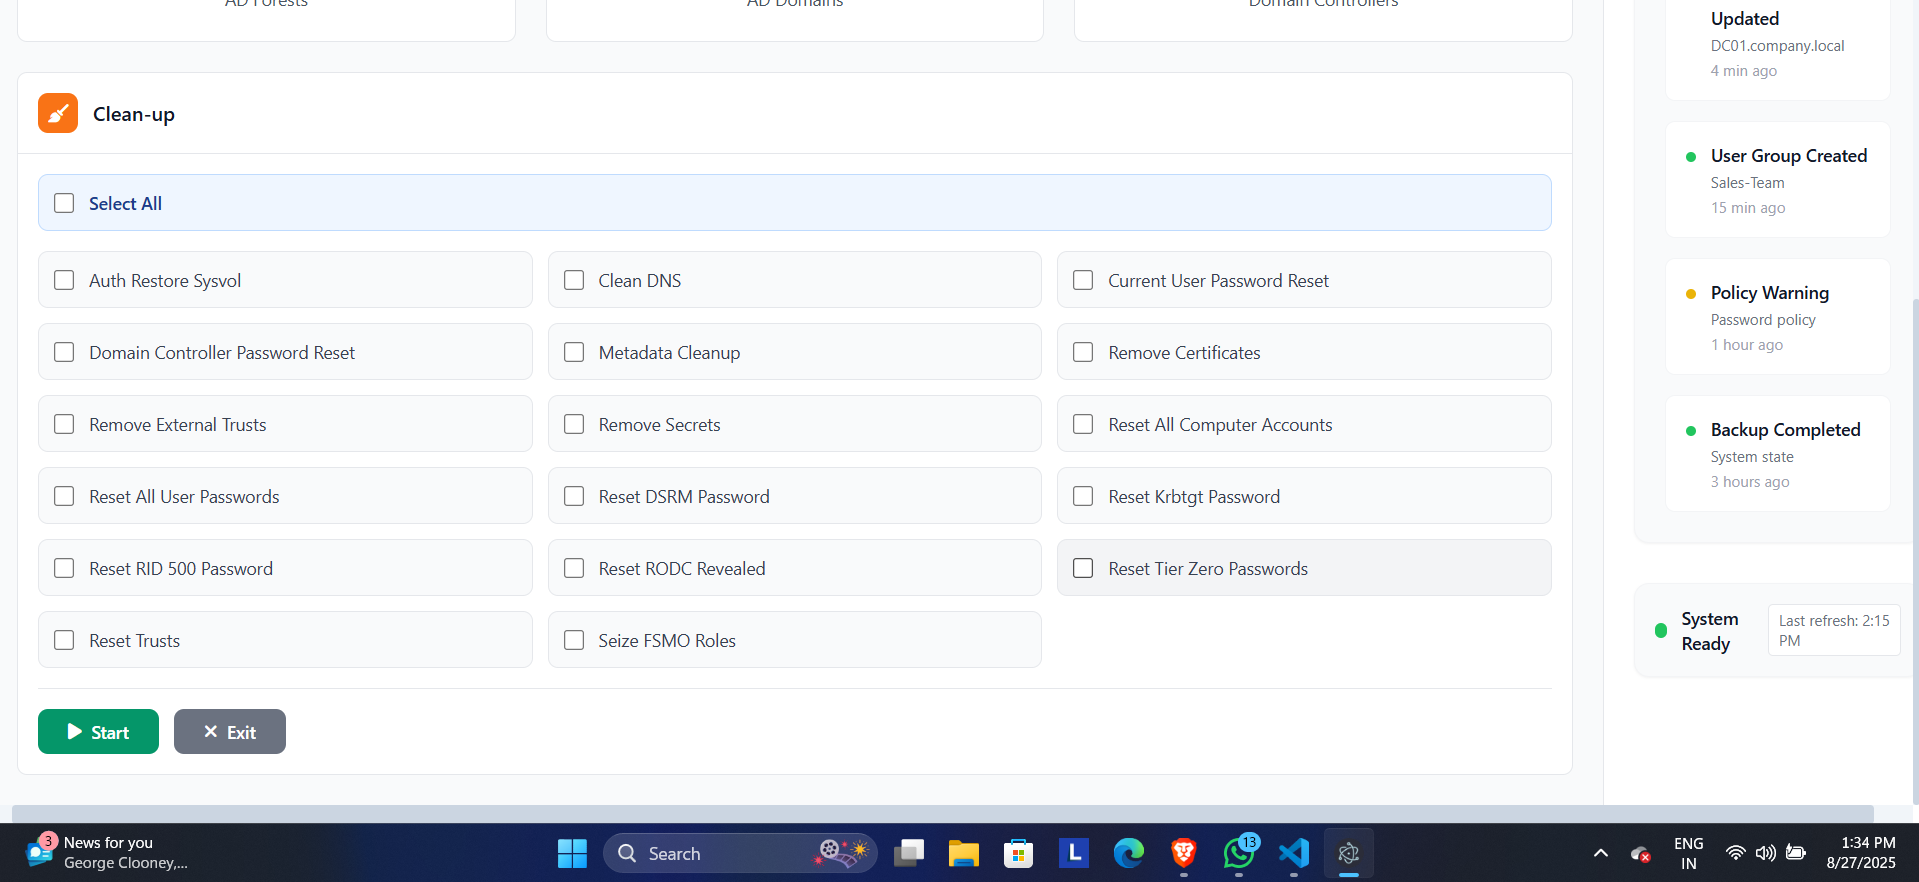 AD Forests
AD Domains
Domain Controllers
Clean-up
Select All
Auth Restore Sysvol
Clean DNS
Current User Password Reset
Domain Controller Password Reset
Metadata Cleanup
Remove Certificates
Remove External Trusts
Remove Secrets
Reset All Computer Accounts
Reset All User Passwords
Reset DSRM Password
Reset Krbtgt Password
Reset RID 500 Password
Reset RODC Revealed
Reset Tier Zero Passwords
Reset Trusts
Seize FSMO Roles
Start
Exit
Updated
DC01.company.local
4 min ago
User Group Created
Sales-Team
15 min ago
Policy Warning
Password policy
1 hour ago
Backup Completed
System state
3 hours ago
System
Ready
Last refresh: 2:15
PM
3
News for you
George Clooney,...
Search
L
13
ENG
IN
1:34 PM
8/27/2025